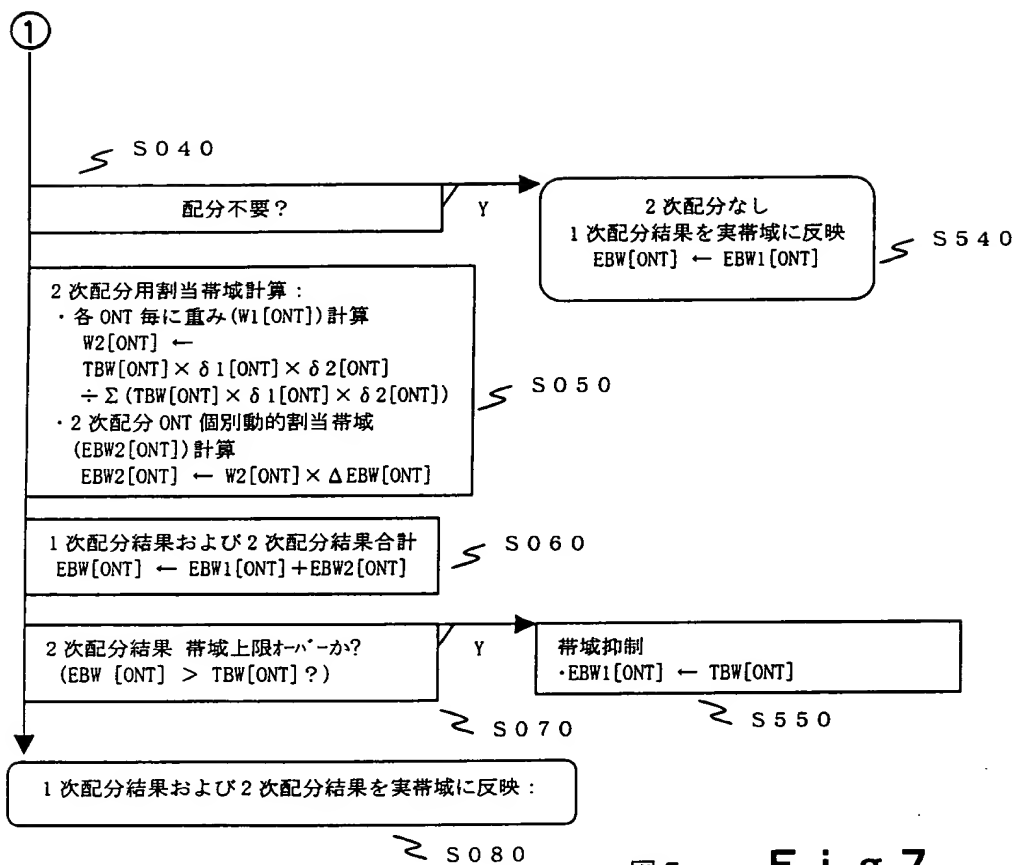 ①
S040
配分不要?
Y
2次配分なし
1次配分結果を実帯域に反映
EBW[ONT] ← EBW1[ONT]
S540
2次配分用割当帯域計算:
・各ONT毎に重み(W1[ONT])計算
W2[ONT] ←
TBW[ONT]×δ1[ONT]×δ2[ONT]
÷Σ(TBW[ONT]×δ1[ONT]×δ2[ONT])
・2次配分ONT個別動的割当帯域
(EBW2[ONT])計算
EBW2[ONT] ← W2[ONT]×ΔEBW[ONT]
S050
1次配分結果および2次配分結果合計
EBW[ONT] ← EBW1[ONT]+EBW2[ONT]
S060
2次配分結果 帯域上限オーバーか?
(EBW [ONT] > TBW[ONT]?)
Y
S070
帯域抑制
・EBW1[ONT] ← TBW[ONT]
S550
1次配分結果および2次配分結果を実帯域に反映:
S080
Fig7